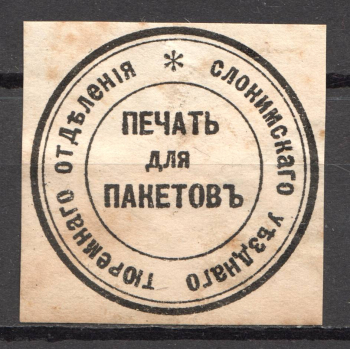 СЛОНИМСКАГО УѢЗДНАГО ТЮРЕМНАГО ОТДѢЛЕНІЯ *
ПЕЧАТЬ
ДЛЯ
ПАКЕТОВЪ